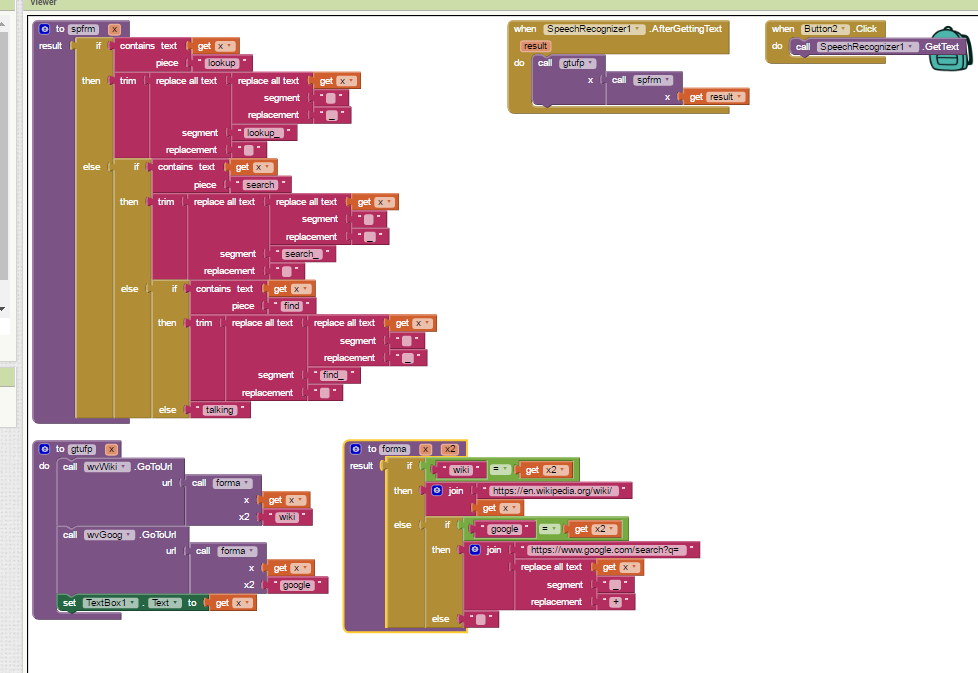 Viewer
to spfrm x
result if contains text get x
piece " lookup "
then trim replace all text replace all text get x
segment " "
replacement " _ "
segment " lookup_ "
replacement " "
else if contains text get x
piece " search "
then trim replace all text replace all text get x
segment " "
replacement " _ "
segment " search_ "
replacement " "
else if contains text get x
piece " find "
then trim replace all text replace all text get x
segment " "
replacement " _ "
segment " find_ "
replacement " "
else " talking "
when SpeechRecognizer1 .AfterGettingText
result
do call gtufp
x call spfrm
x get result
when Button2 .Click
do call SpeechRecognizer1 .GetText
to gtufp x
do call wvWiki .GoToUrl
url call forma
x get x
x2 " wiki "
call wvGoog .GoToUrl
url call forma
x get x
x2 " google "
set TextBox1 . Text to get x
to forma x x2
result if " wiki " = get x2
then join " https://en.wikipedia.org/wiki/ "
get x
else if " google " = get x2
then join " https://www.google.com/search?q= "
replace all text get x
segment " _ "
replacement " + "
else " "